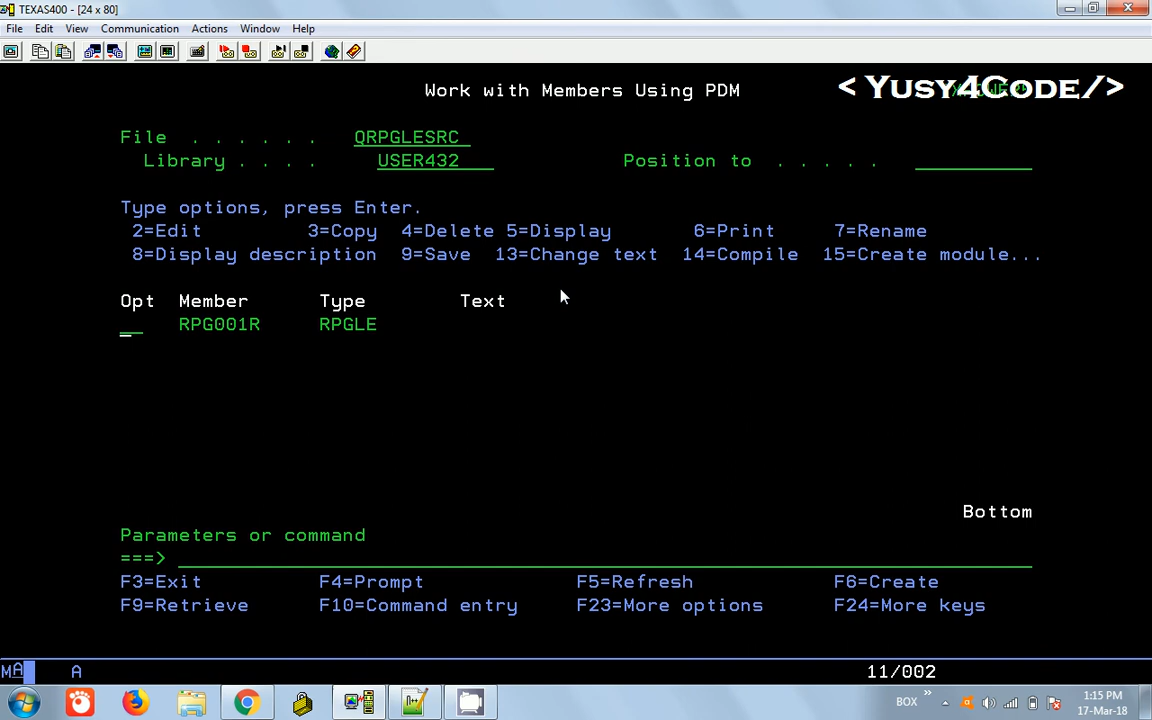 TEXAS400 - [24 x 80]
File Edit View Communication Actions Window Help
Work with Members Using PDM
< Yusy4Code/>
File . . . . . . QRPGLESRC
Library . . . . USER432 Position to . . . . .
Type options, press Enter.
2=Edit 3=Copy 4=Delete 5=Display 6=Print 7=Rename
8=Display description 9=Save 13=Change text 14=Compile 15=Create module...
Opt Member Type Text
RPG001R RPGLE
Bottom
Parameters or command
===>
F3=Exit F4=Prompt F5=Refresh F6=Create
F9=Retrieve F10=Command entry F23=More options F24=More keys
MA A 11/002
BOX 1:15 PM
17-Mar-18